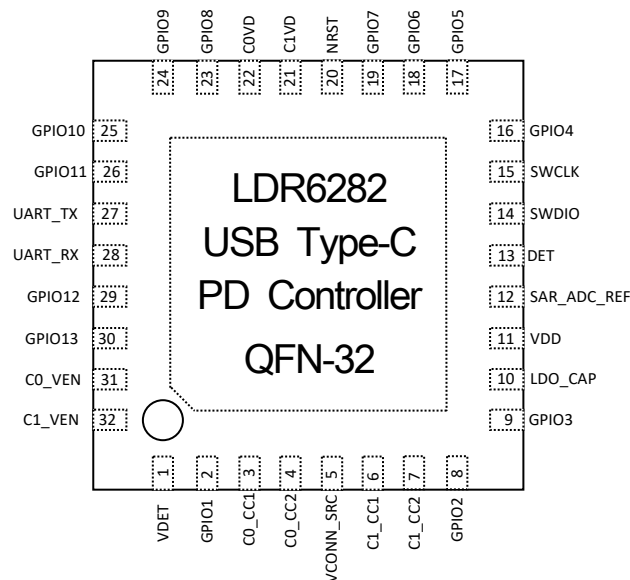 GPIO9
GPIO8
C0VD
C1VD
NRST
GPIO7
GPIO6
GPIO5
24
23
22
21
20
19
18
17
GPIO10 25
GPIO11 26
UART_TX 27
UART_RX 28
GPIO12 29
GPIO13 30
C0_VEN 31
C1_VEN 32
LDR6282
USB Type-C
PD Controller
QFN-32
16 GPIO4
15 SWCLK
14 SWDIO
13 DET
12 SAR_ADC_REF
11 VDD
10 LDO_CAP
9 GPIO3
1
2
3
4
5
6
7
8
VDET
GPIO1
C0_CC1
C0_CC2
VCONN_SRC
C1_CC1
C1_CC2
GPIO2